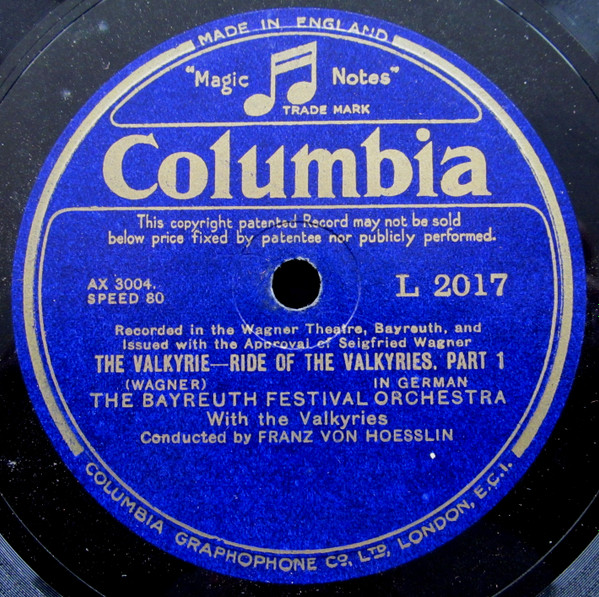 MADE IN ENGLAND
"Magic Notes"
TRADE MARK
Columbia
This copyright patented Record may not be sold
below price fixed by patentee nor publicly performed.
AX 3004.
SPEED 80
L 2017
Recorded in the Wagner Theatre, Bayreuth, and
Issued with the Approval of Seigfried Wagner
THE VALKYRIE—RIDE OF THE VALKYRIES. PART 1
(WAGNER) IN GERMAN
THE BAYREUTH FESTIVAL ORCHESTRA
With the Valkyries
Conducted by FRANZ VON HOESSLIN
COLUMBIA GRAPHOPHONE CO., LTD., LONDON, E.C.1.